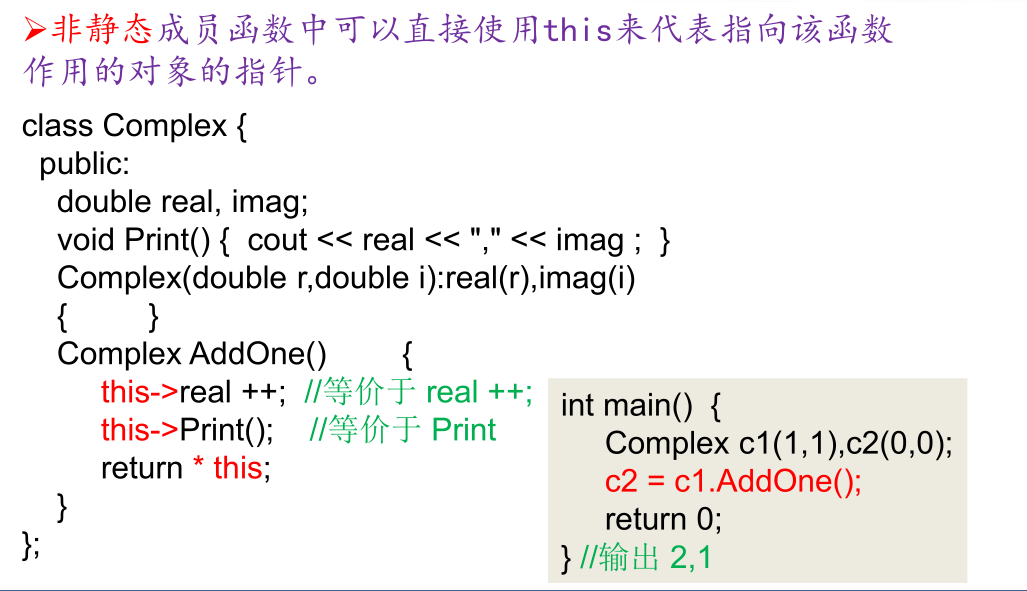 ➢非静态成员函数中可以直接使用this来代表指向该函数
作用的对象的指针。
class Complex {
public:
double real, imag;
void Print() { cout << real << "," << imag ; }
Complex(double r,double i):real(r),imag(i)
{ }
Complex AddOne() {
this->real ++; //等价于 real ++;
this->Print(); //等价于 Print
return * this;
}
};
int main() {
Complex c1(1,1),c2(0,0);
c2 = c1.AddOne();
return 0;
} //输出 2,1